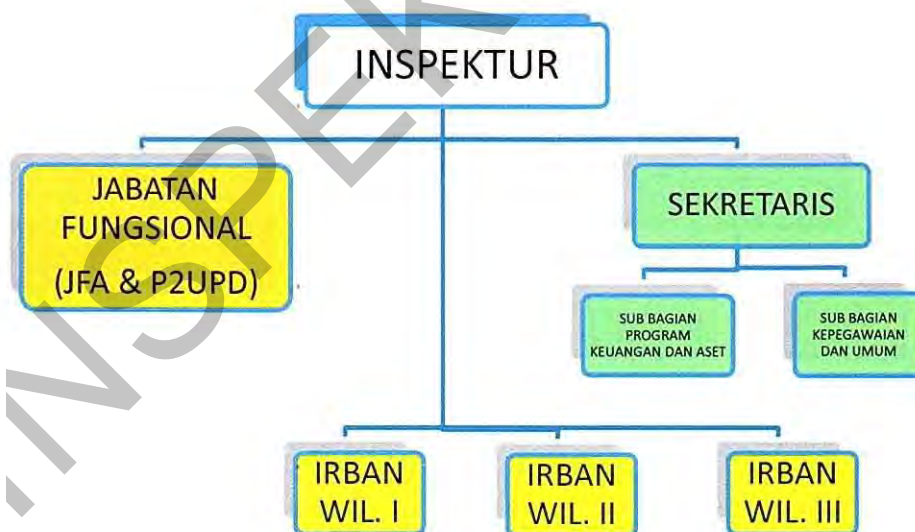 INSPEKTUR
JABATAN
FUNGSIONAL
(JFA & P2UPD)
SEKRETARIS
SUB BAGIAN
PROGRAM
KEUANGAN DAN ASET
SUB BAGIAN
KEPEGAWAIAN
DAN UMUM
IRBAN
WIL. I
IRBAN
WIL. II
IRBAN
WIL. III
INSPEK